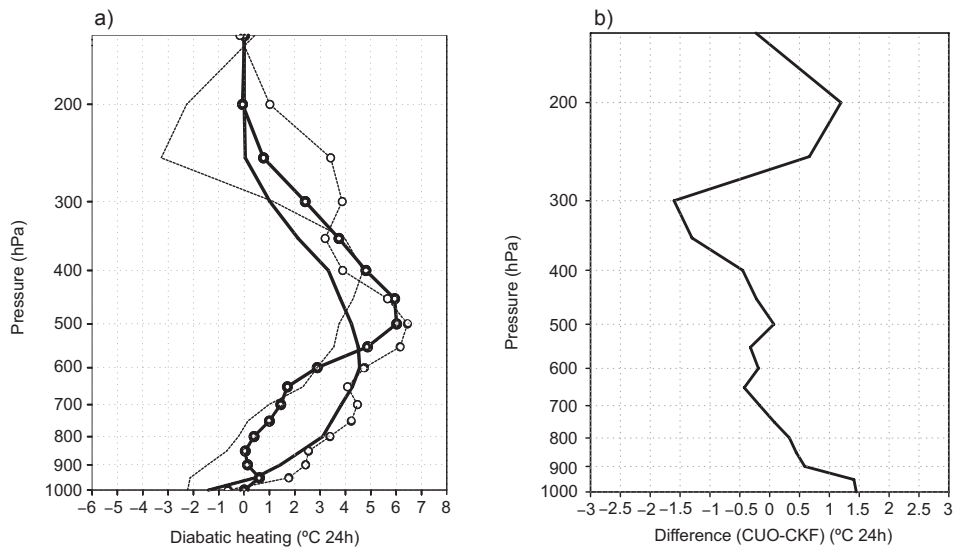 a)
200
300
400
500
600
700
800
900
1000
Pressure (hPa)
−6 −5 −4 −3 −2 −1 0 1 2 3 4 5 6 7 8
Diabatic heating (ºC 24h)
b)
200
300
400
500
600
700
800
900
1000
Pressure (hPa)
−3 −2.5 −2 −1.5 −1 −0.5 0 0.5 1 1.5 2 2.5 3
Difference (CUO-CKF) (ºC 24h)